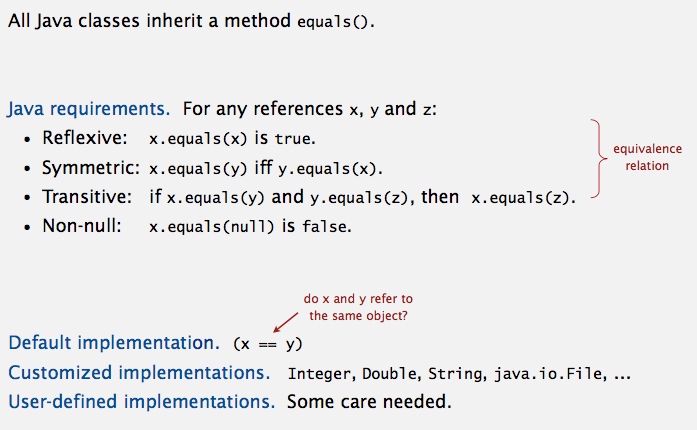 All Java classes inherit a method equals().
Java requirements. For any references x, y and z:
• Reflexive: x.equals(x) is true.
• Symmetric: x.equals(y) iff y.equals(x).
• Transitive: if x.equals(y) and y.equals(z), then x.equals(z).
• Non-null: x.equals(null) is false.
equivalence
relation
do x and y refer to
the same object?
Default implementation. (x == y)
Customized implementations. Integer, Double, String, java.io.File, ...
User-defined implementations. Some care needed.